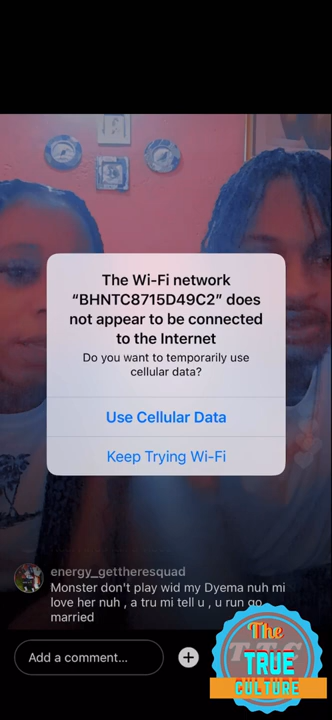 The Wi-Fi network
“BHNTC8715D49C2” does
not appear to be connected
to the Internet
Do you want to temporarily use
cellular data?
Use Cellular Data
Keep Trying Wi-Fi
energy_gettheresquad
Monster don't play wid my Dyema nuh mi
love her nuh , a tru mi tell u , u run go
married
Add a comment...
The
TTC
TRUE
CULTURE